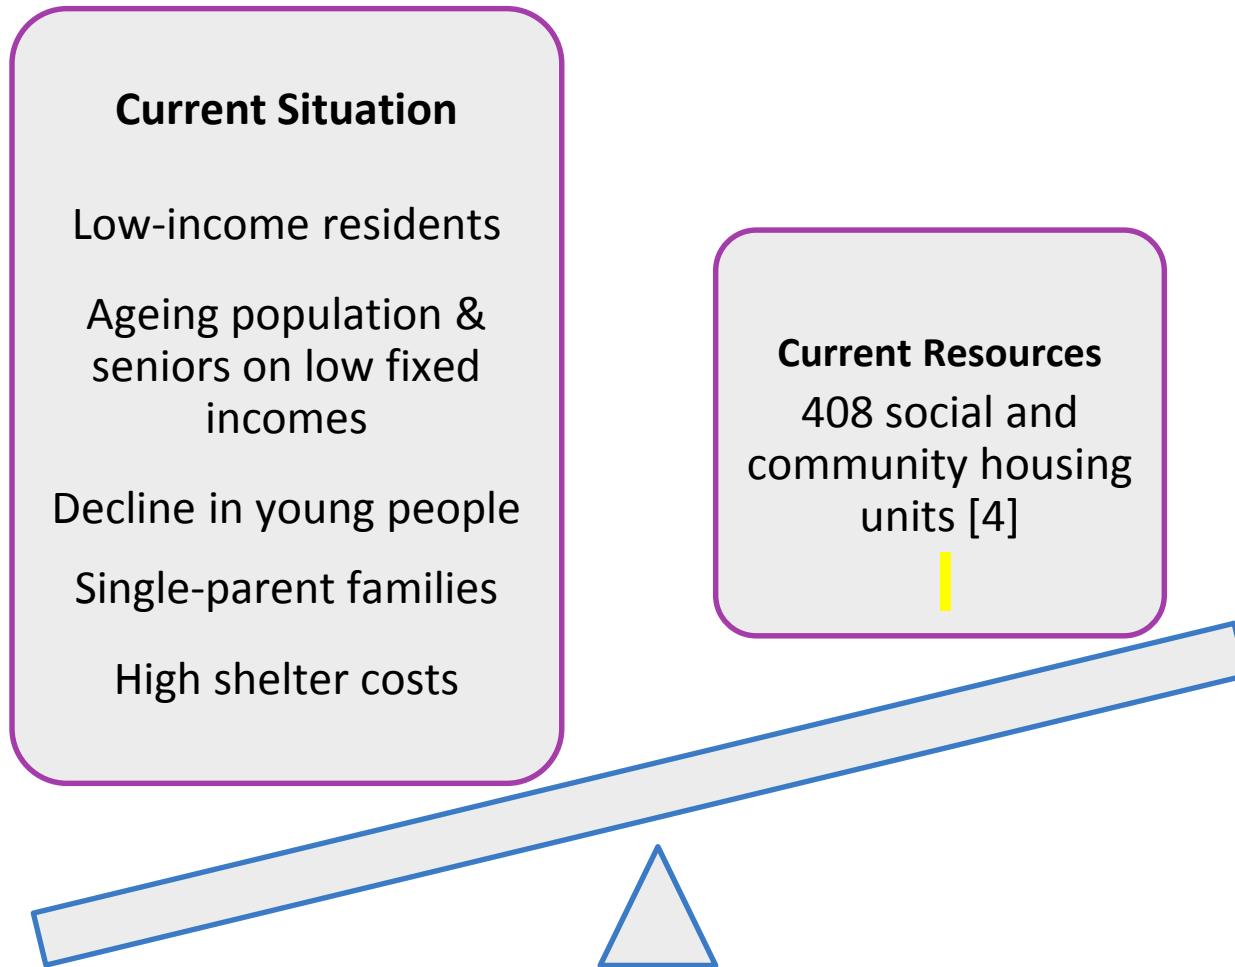 Current Situation
Low-income residents
Ageing population &
seniors on low fixed
incomes
Decline in young people
Single-parent families
High shelter costs
Current Resources
408 social and
community housing
units [4]